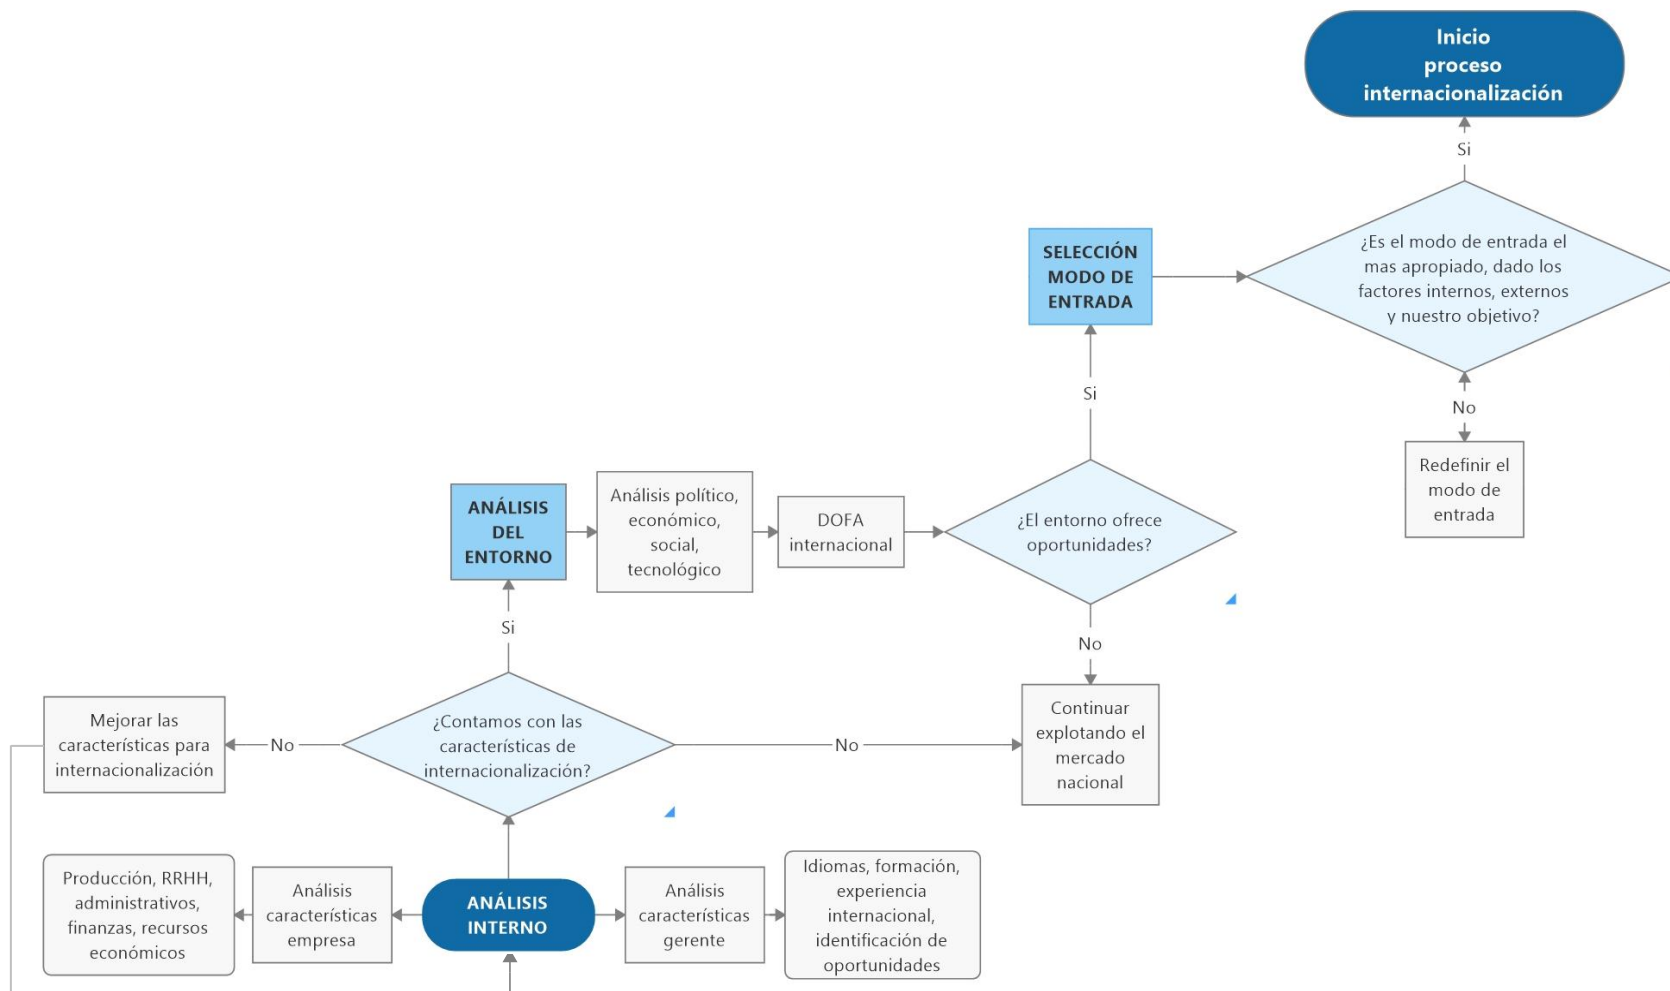 Inicio
proceso
internacionalización
Si
¿Es el modo de entrada el
mas apropiado, dado los
factores internos, externos
y nuestro objetivo?
SELECCIÓN
MODO DE
ENTRADA
No
Redefinir el
modo de
entrada
Si
ANÁLISIS
DEL
ENTORNO
Análisis político,
económico,
social,
tecnológico
DOFA
internacional
¿El entorno ofrece
oportunidades?
Si
No
Mejorar las
características para
internacionalización
No
¿Contamos con las
características de
internacionalización?
No
Continuar
explotando el
mercado
nacional
Producción, RRHH,
administrativos,
finanzas, recursos
económicos
Análisis
características
empresa
ANÁLISIS
INTERNO
Análisis
características
gerente
Idiomas, formación,
experiencia
internacional,
identificación de
oportunidades